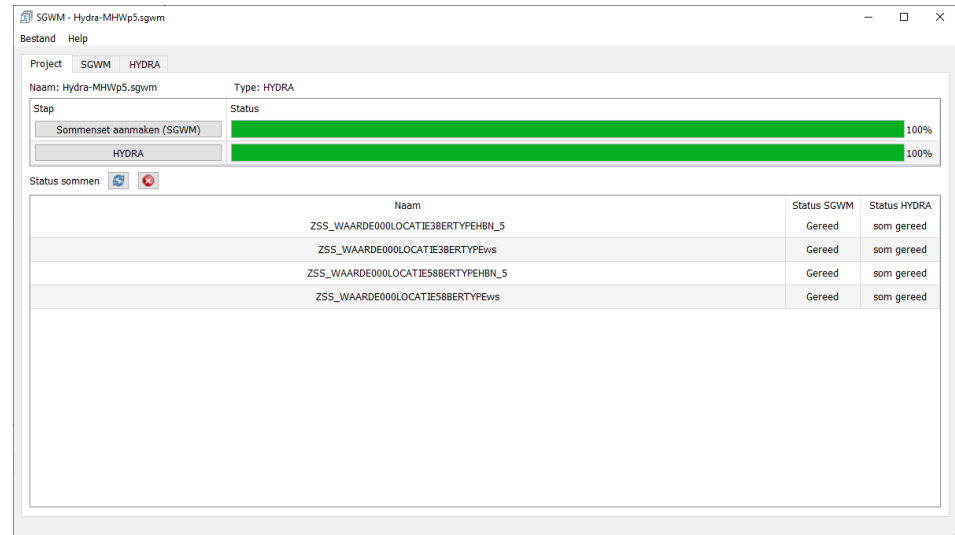 SGWM - Hydra-MHWp5.sgwm
Bestand Help
Project SGWM HYDRA
Naam: Hydra-MHWp5.sgwm Type: HYDRA
Stap Status
Sommenset aanmaken (SGWM) 100%
HYDRA 100%
Status sommen
Naam Status SGWM Status HYDRA
ZSS_WAARDE000LOCATIE3BERTYPEHBN_5 Gereed som gereed
ZSS_WAARDE000LOCATIE3BERTYPEws Gereed som gereed
ZSS_WAARDE000LOCATIE58BERTYPEHBN_5 Gereed som gereed
ZSS_WAARDE000LOCATIE58BERTYPEws Gereed som gereed